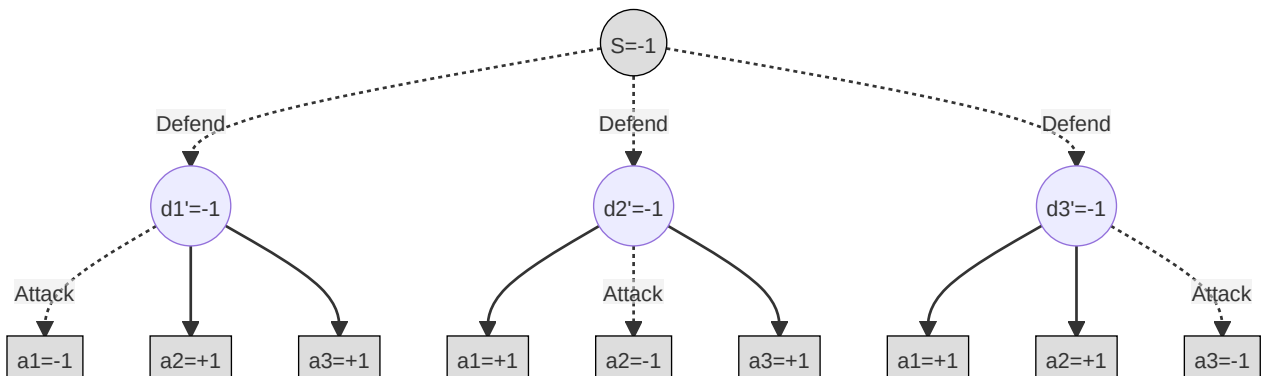 S=-1
Defend
Defend
Defend
d1'=-1
d2'=-1
d3'=-1
Attack
Attack
Attack
a1=-1
a2=+1
a3=+1
a1=+1
a2=-1
a3=+1
a1=+1
a2=+1
a3=-1